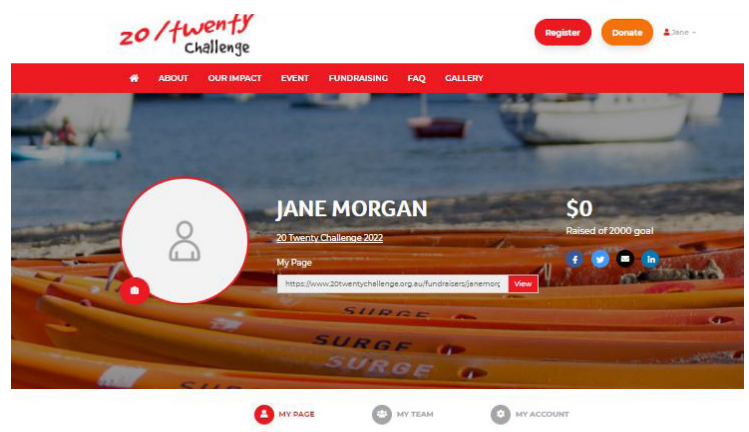 20/twenty
Challenge
Register
Donate
Jane
ABOUT
OUR IMPACT
EVENT
FUNDRAISING
FAQ
GALLERY
JANE MORGAN
20 Twenty Challenge 2022
My Page
https://www.20twentychallenge.org.au/fundraisers/janemorg
View
$0
Raised of 2000 goal
f
in
SURGE
SURGE
SURGE
MY PAGE
MY TEAM
MY ACCOUNT